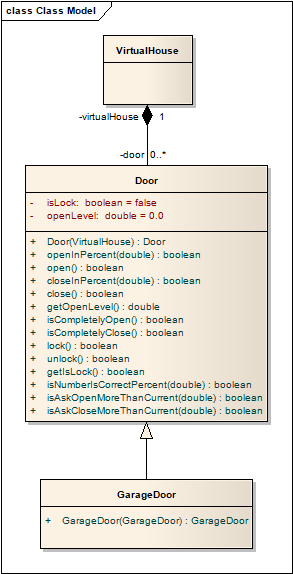 class Class Model
VirtualHouse
-virtualHouse 1
-door 0..*
Door
- isLock: boolean = false
- openLevel: double = 0.0
+ Door(VirtualHouse) : Door
+ openInPercent(double) : boolean
+ open() : boolean
+ closeInPercent(double) : boolean
+ close() : boolean
+ getOpenLevel() : double
+ isCompletelyOpen() : boolean
+ isCompletelyClose() : boolean
+ lock() : boolean
+ unlock() : boolean
+ getIsLock() : boolean
+ isNumberIsCorrectPercent(double) : boolean
+ isAskOpenMoreThanCurrent(double) : boolean
+ isAskCloseMoreThanCurrent(double) : boolean
GarageDoor
+ GarageDoor(GarageDoor) : GarageDoor